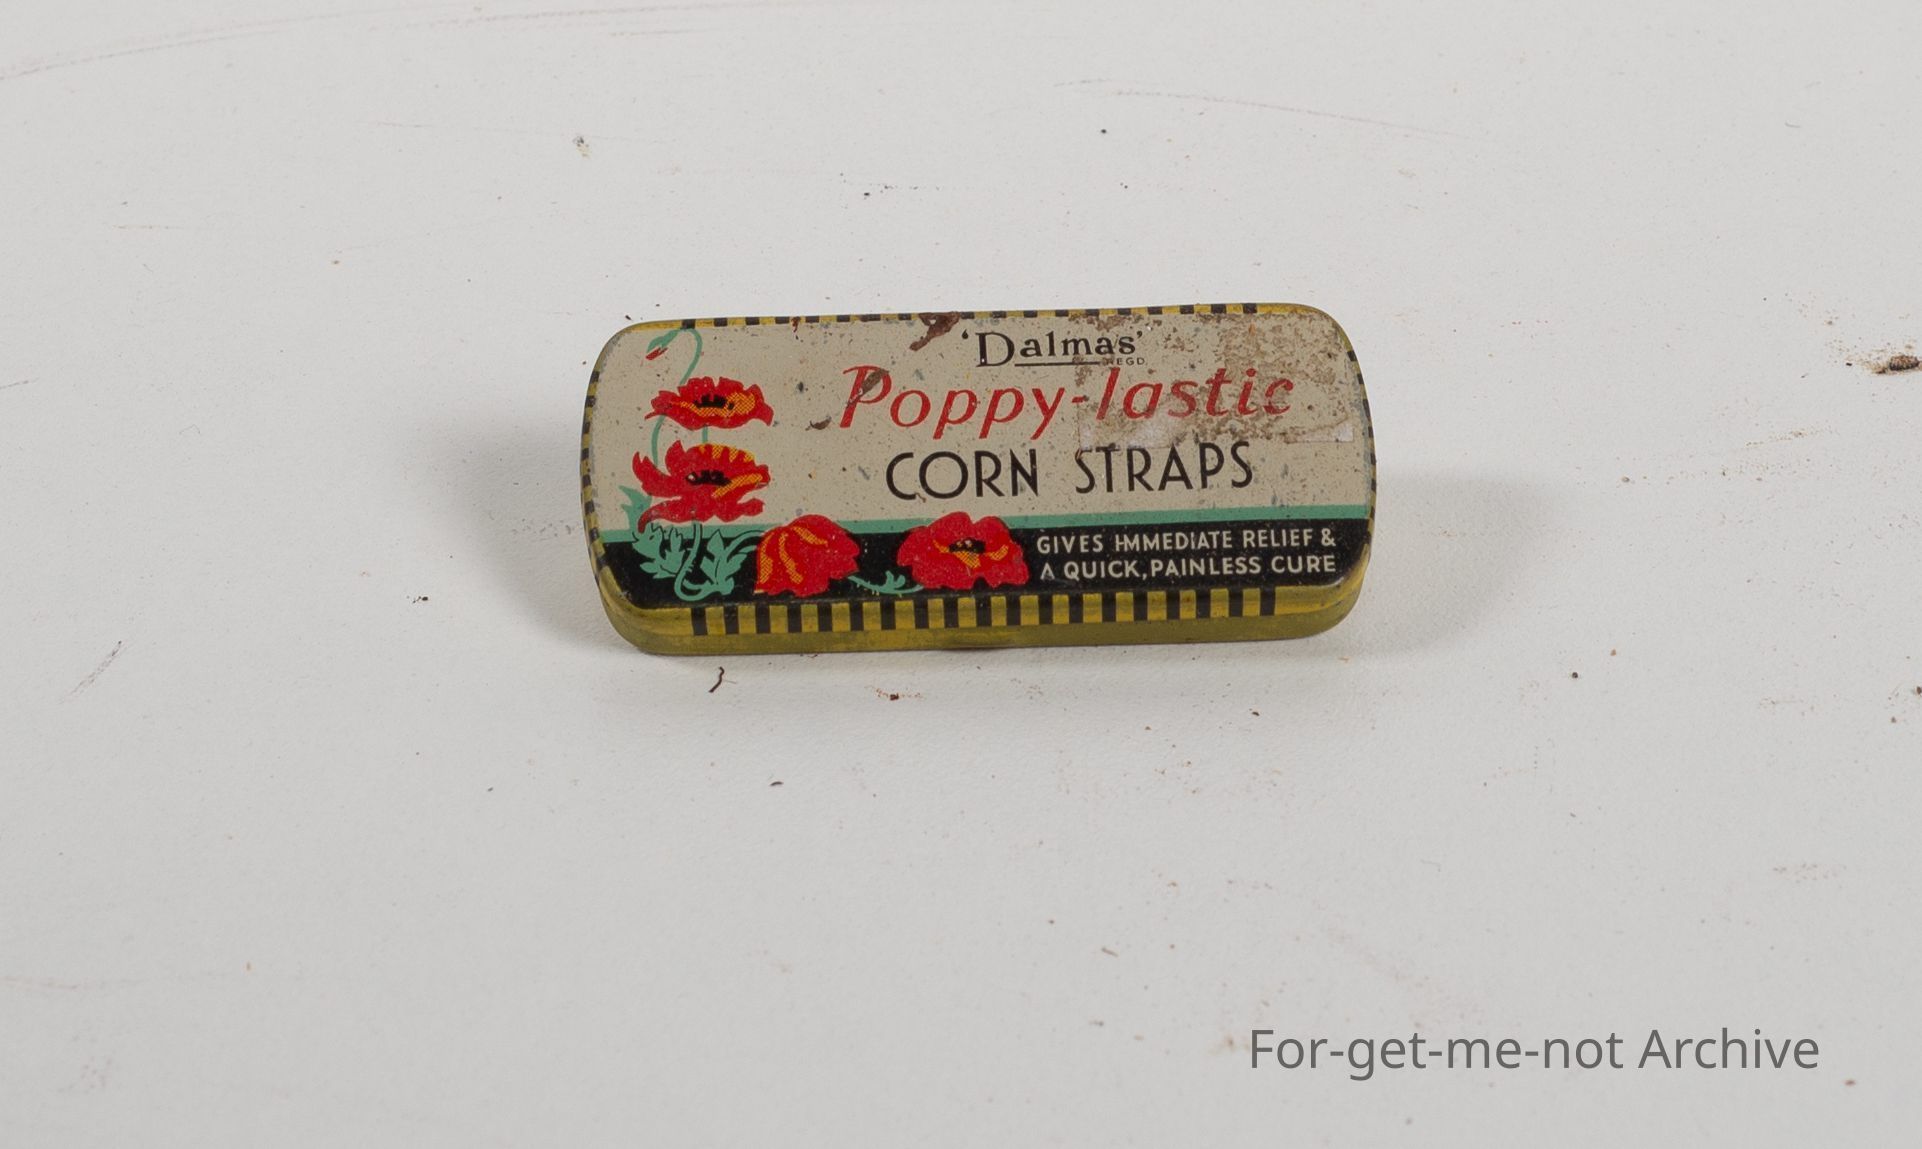 'Dalmas'
REGD.
Poppy-lastic
CORN STRAPS
GIVES IMMEDIATE RELIEF &
A QUICK, PAINLESS CURE
For-get-me-not Archive